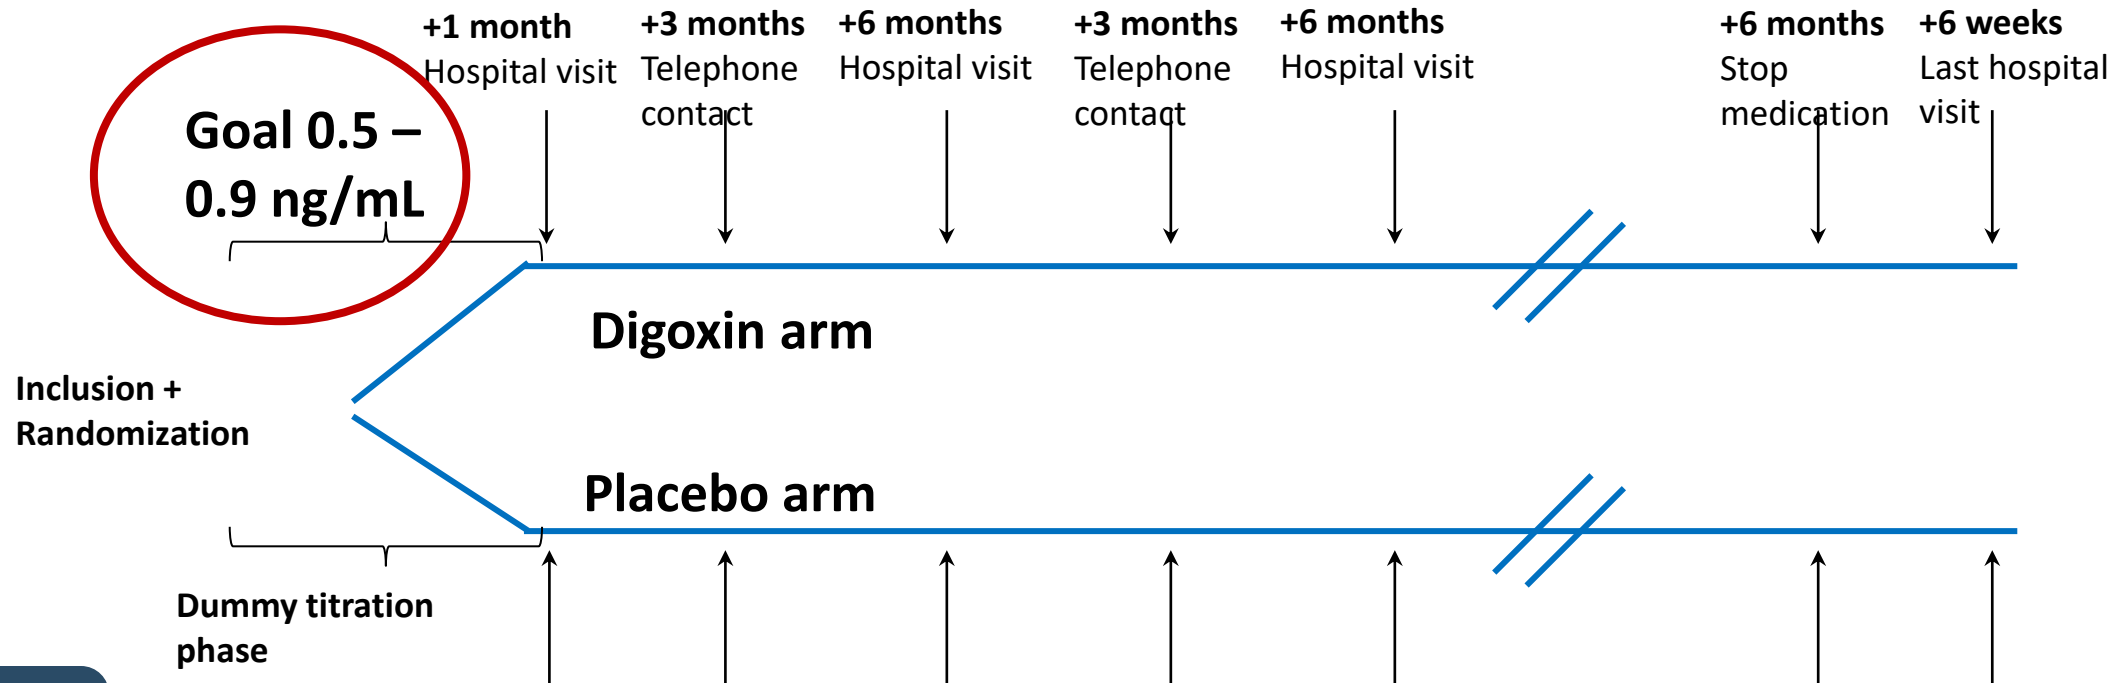 +1 month
Hospital visit
+3 months
Telephone
contact
+6 months
Hospital visit
+3 months
Telephone
contact
+6 months
Hospital visit
+6 months
Stop
medication
+6 weeks
Last hospital
visit
Goal 0.5 –
0.9 ng/mL
Digoxin arm
Inclusion +
Randomization
Placebo arm
Dummy titration
phase